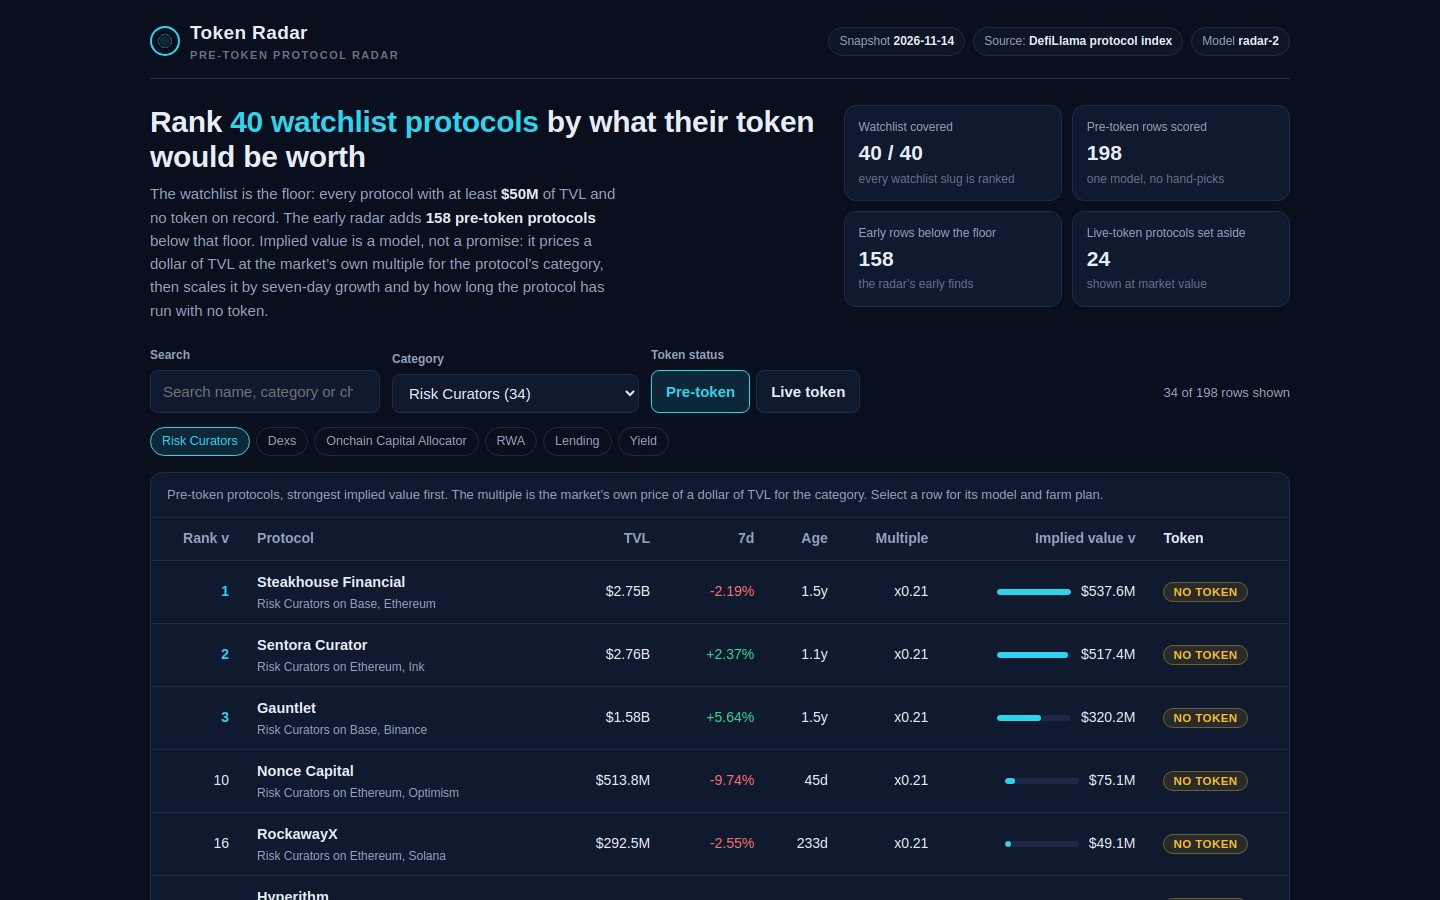 Token Radar
PRE-TOKEN PROTOCOL RADAR
Snapshot 2026-11-14
Source: DefiLlama protocol index
Model radar-2
Rank 40 watchlist protocols by what their token
would be worth
The watchlist is the floor: every protocol with at least $50M of TVL and
no token on record. The early radar adds 158 pre-token protocols
below that floor. Implied value is a model, not a promise: it prices a
dollar of TVL at the market’s own multiple for the protocol’s category,
then scales it by seven-day growth and by how long the protocol has
run with no token.
Watchlist covered
40 / 40
every watchlist slug is ranked
Pre-token rows scored
198
one model, no hand-picks
Early rows below the floor
158
the radar’s early finds
Live-token protocols set aside
24
shown at market value
Search
Search name, category or ch
Category
Risk Curators (34)
Token status
Pre-token
Live token
34 of 198 rows shown
Risk Curators
Dexs
Onchain Capital Allocator
RWA
Lending
Yield
Pre-token protocols, strongest implied value first. The multiple is the market’s own price of a dollar of TVL for the category. Select a row for its model and farm plan.
Rank v Protocol TVL 7d Age Multiple Implied value v Token
1 Steakhouse Financial $2.75B -2.19% 1.5y x0.21 $537.6M NO TOKEN
Risk Curators on Base, Ethereum
2 Sentora Curator $2.76B +2.37% 1.1y x0.21 $517.4M NO TOKEN
Risk Curators on Ethereum, Ink
3 Gauntlet $1.58B +5.64% 1.5y x0.21 $320.2M NO TOKEN
Risk Curators on Base, Binance
10 Nonce Capital $513.8M -9.74% 45d x0.21 $75.1M NO TOKEN
Risk Curators on Ethereum, Optimism
16 RockawayX $292.5M -2.55% 233d x0.21 $49.1M NO TOKEN
Risk Curators on Ethereum, Solana
Hyperithm